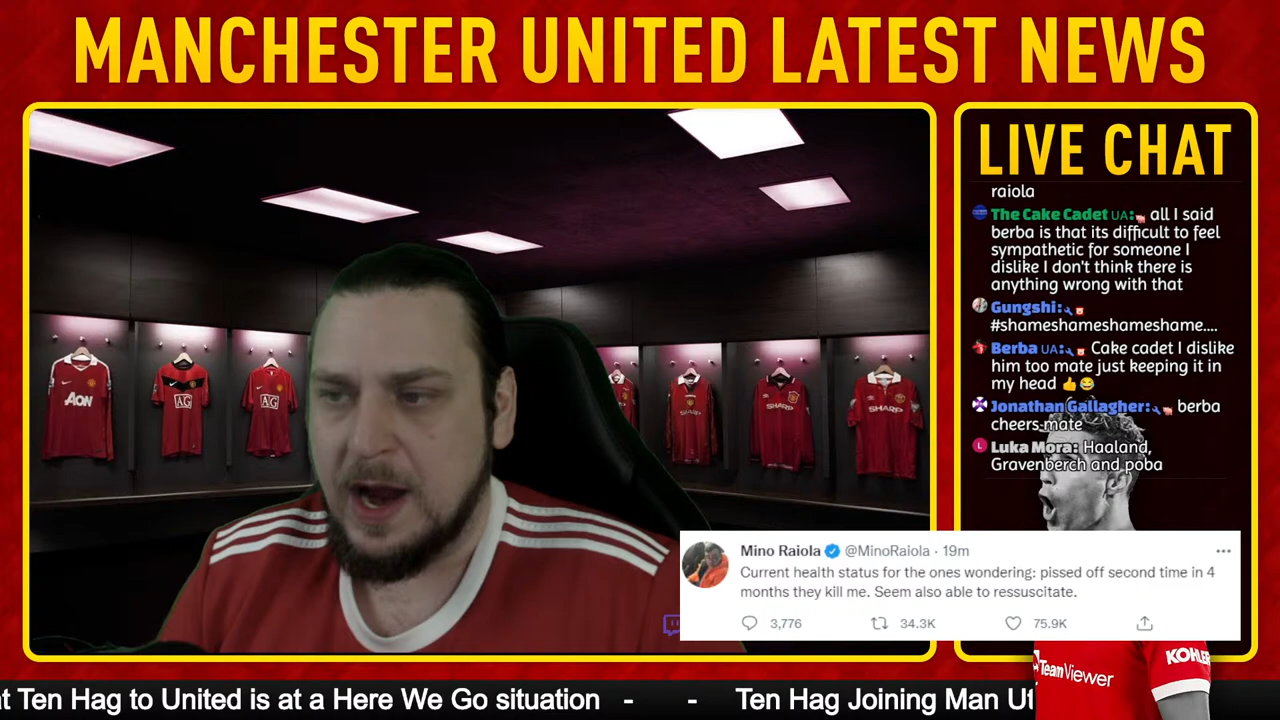 MANCHESTER UNITED LATEST NEWS
LIVE CHAT
raiola
The Cake Cadet UA: all I said
berba is that its difficult to feel
sympathetic for someone I
dislike I don't think there is
anything wrong with that
Gungshi:
#shameshameshameshame....
Berba UA: Cake cadet I dislike
him too mate just keeping it in
my head 👍😂
Jonathan Gallagher: berba
cheers mate
L Luka Mora: Haaland,
Gravenberch and poba
AON
AG
AG
SHARP
SHARP
SHARP
Mino Raiola @MinoRaiola · 19m
Current health status for the ones wondering: pissed off second time in 4
months they kill me. Seem also able to ressuscitate.
3,776 34.3K 75.9K
TeamViewer
KOHLER
at Ten Hag to United is at a Here We Go situation - - Ten Hag Joining Man Ut